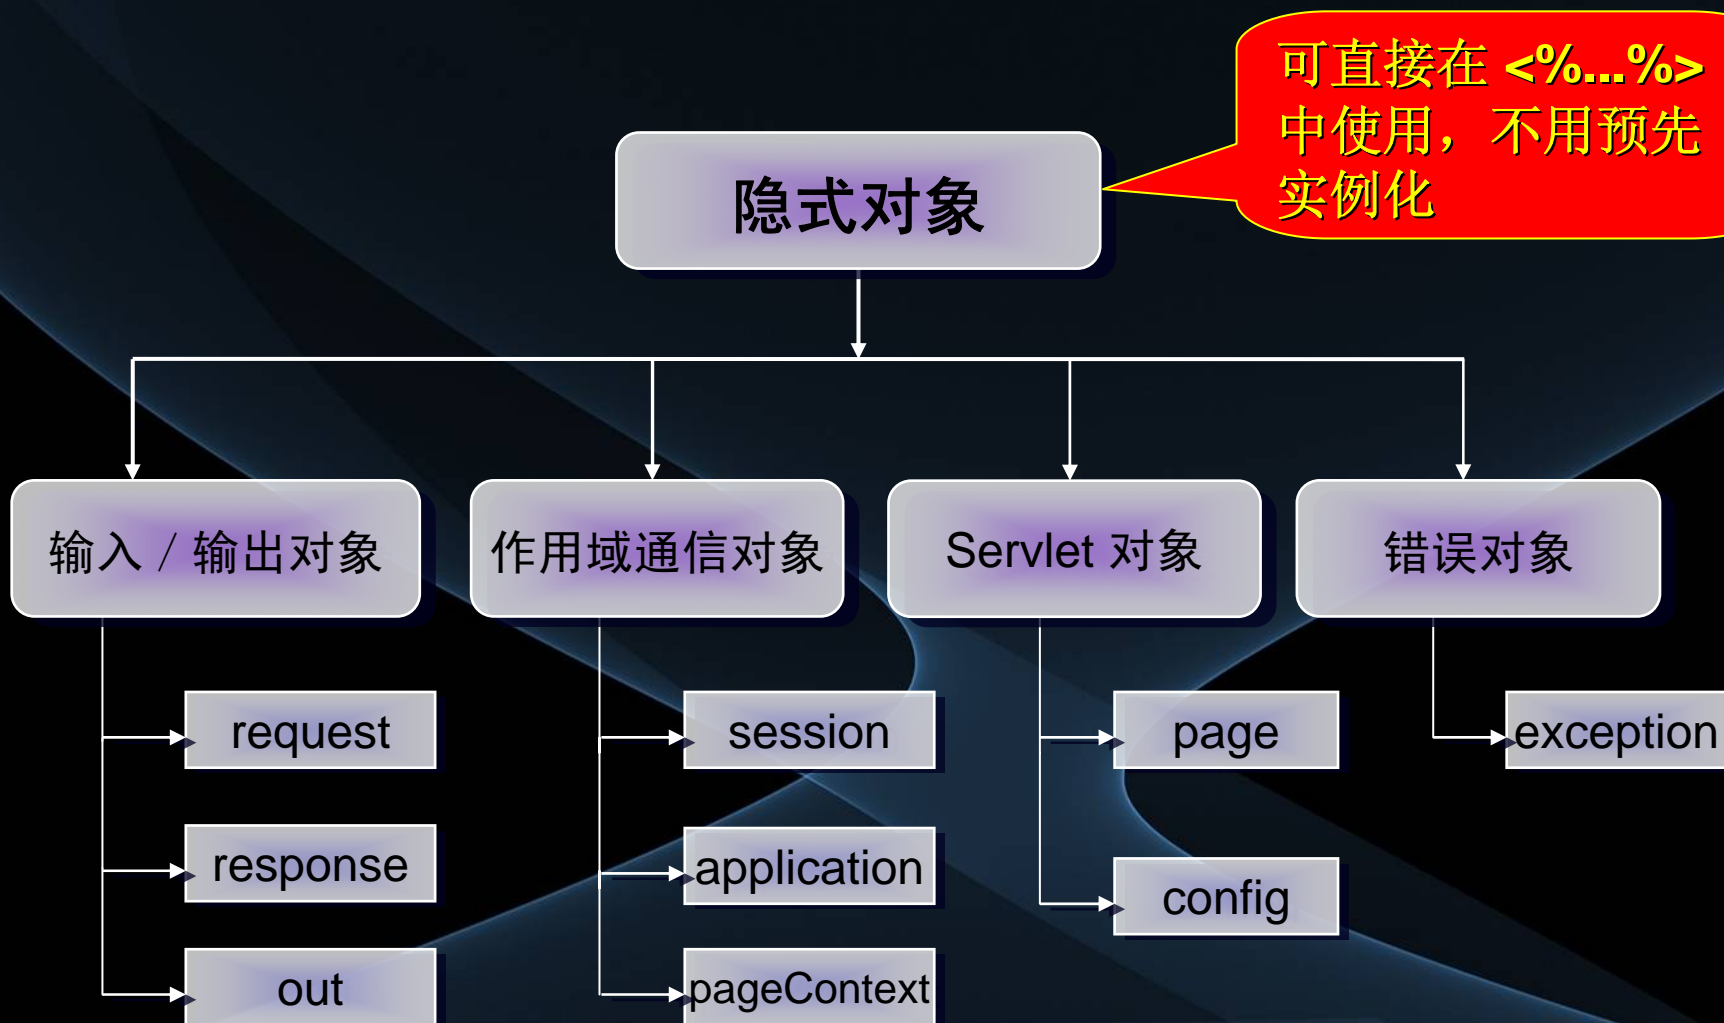 可直接在 <%...%>
中使用，不用预先
实例化
隐式对象
输入 / 输出对象
作用域通信对象
Servlet 对象
错误对象
request
session
page
exception
response
application
config
out
pageContext